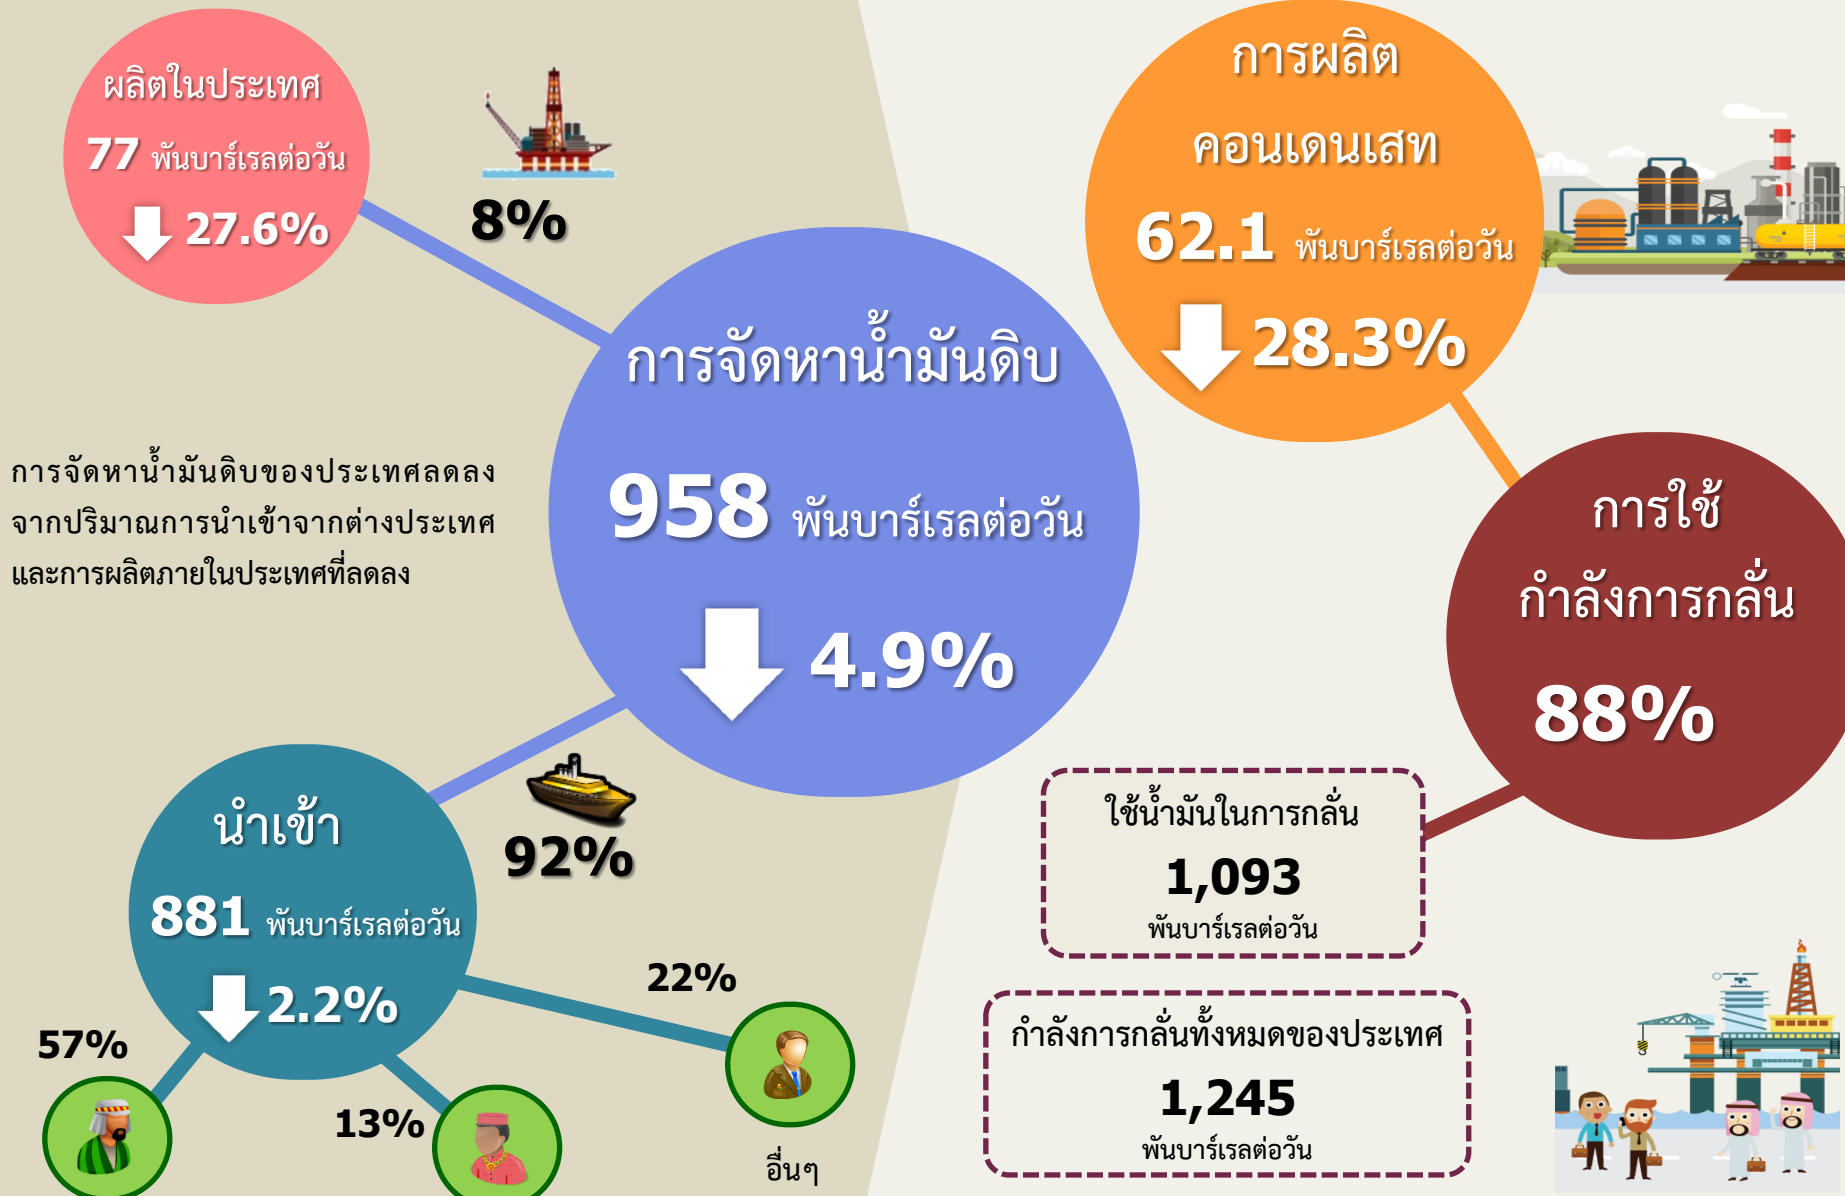 ผลิตในประเทศ
77 พันบาร์เรลต่อวัน
27.6%
8%
การจัดหาน้ำมันดิบ
958 พันบาร์เรลต่อวัน
4.9%
การจัดหาน้ำมันดิบของประเทศลดลง
จากปริมาณการนำเข้าจากต่างประเทศ
และการผลิตภายในประเทศที่ลดลง
92%
นำเข้า
881 พันบาร์เรลต่อวัน
2.2%
57%
13%
22%
อื่นๆ
การผลิต
คอนเดนเสท
62.1 พันบาร์เรลต่อวัน
28.3%
การใช้
กำลังการกลั่น
88%
ใช้น้ำมันในการกลั่น
1,093
พันบาร์เรลต่อวัน
กำลังการกลั่นทั้งหมดของประเทศ
1,245
พันบาร์เรลต่อวัน